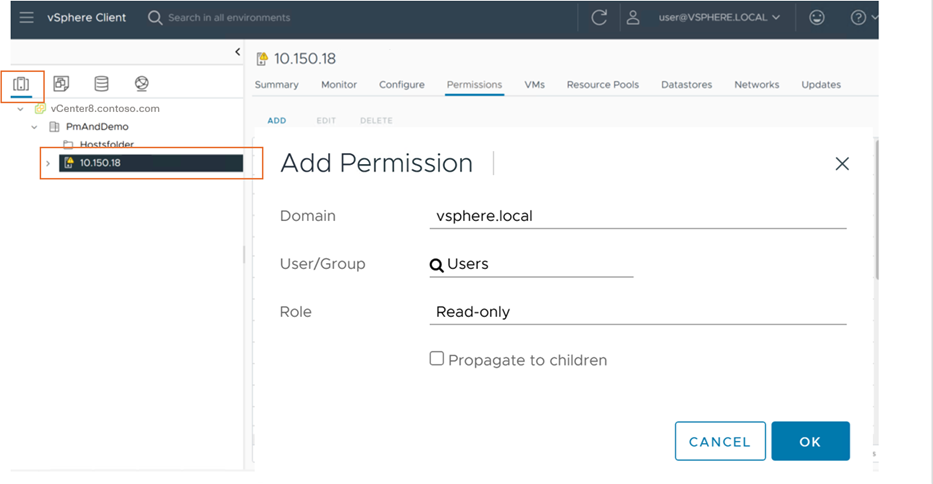 vSphere Client
Search in all environments
user@VSPHERE.LOCAL
?
10.150.18
Summary Monitor Configure Permissions VMs Resource Pools Datastores Networks Updates
vCenter8.contoso.com
PmAndDemo
Hostsfolder
10.150.18
ADD EDIT DELETE
Add Permission
Domain vsphere.local
User/Group Users
Role Read-only
Propagate to children
CANCEL OK